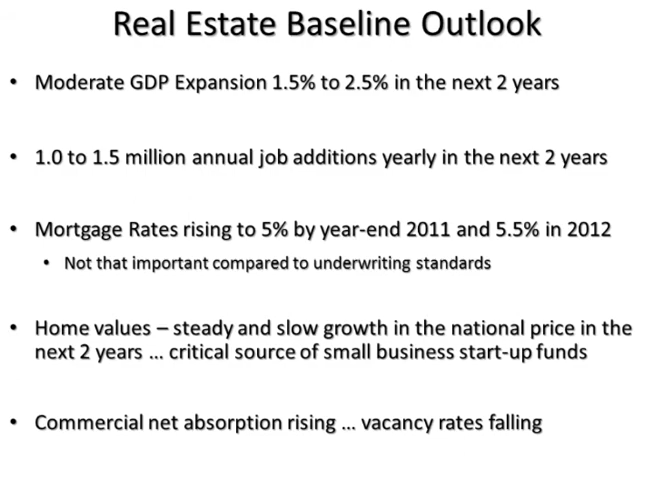 Real Estate Baseline Outlook
• Moderate GDP Expansion 1.5% to 2.5% in the next 2 years
• 1.0 to 1.5 million annual job additions yearly in the next 2 years
• Mortgage Rates rising to 5% by year-end 2011 and 5.5% in 2012
• Not that important compared to underwriting standards
• Home values – steady and slow growth in the national price in the
next 2 years … critical source of small business start-up funds
• Commercial net absorption rising … vacancy rates falling